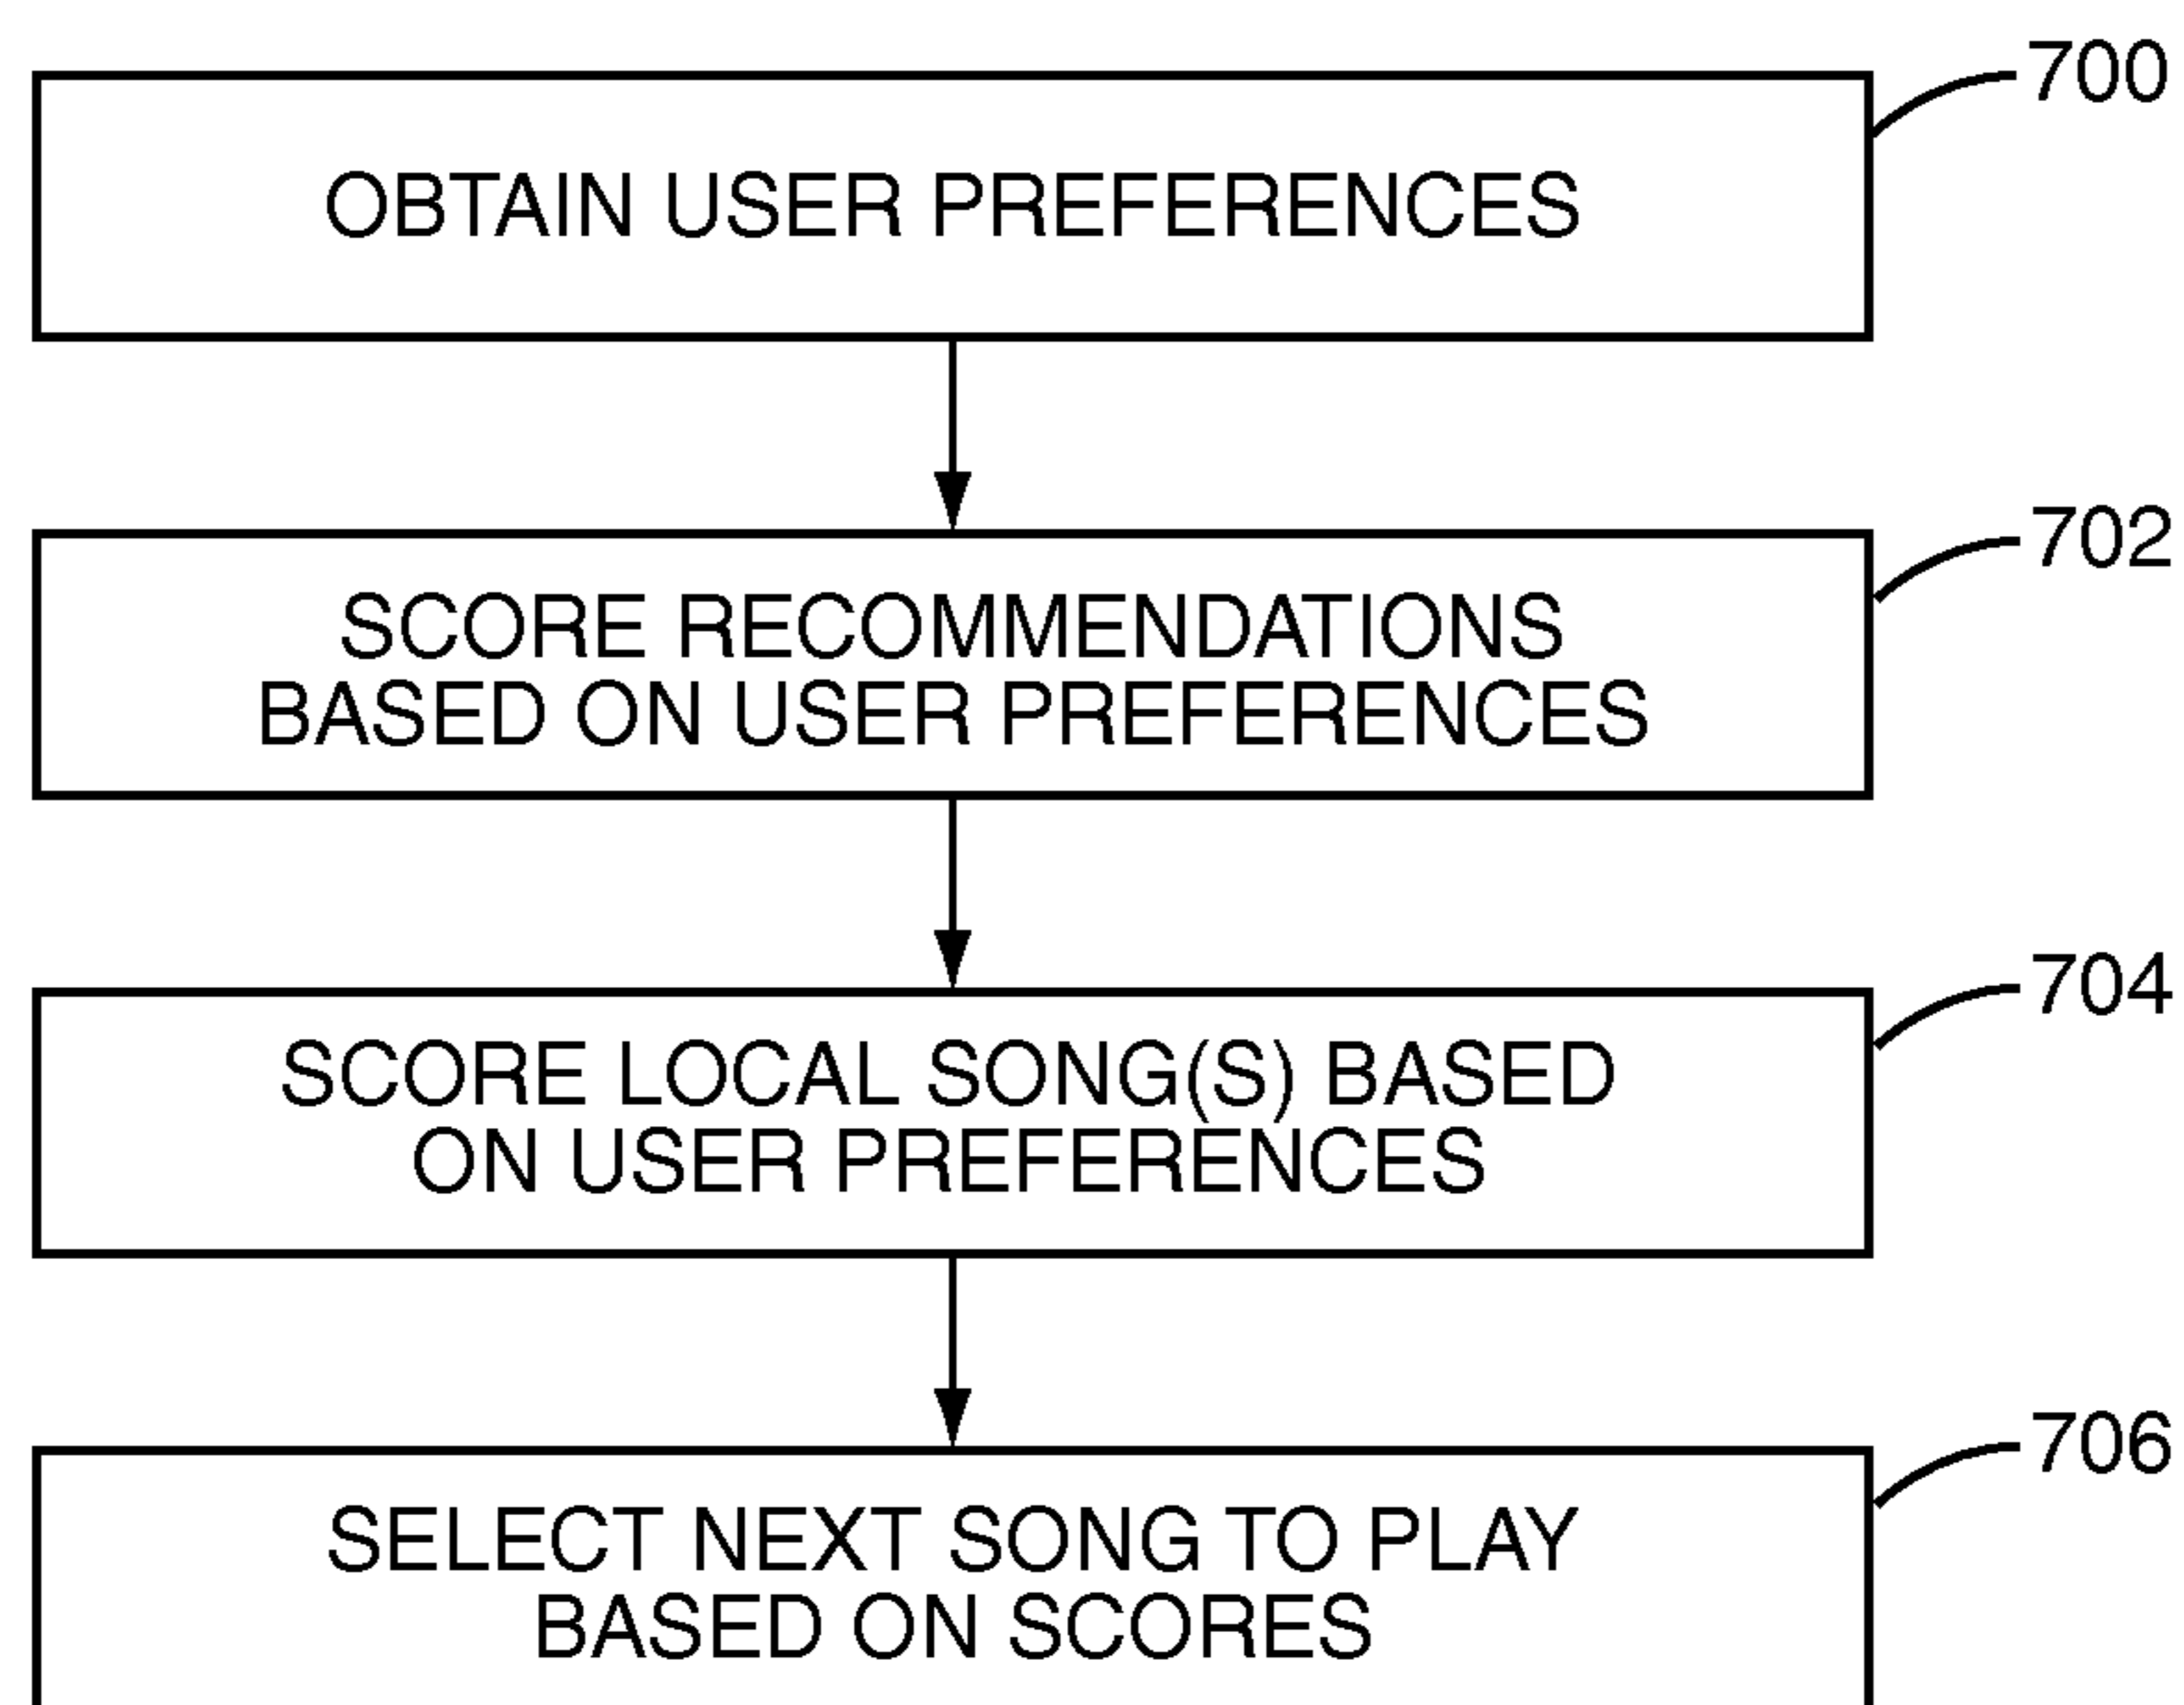 700
OBTAIN USER PREFERENCES
702
SCORE RECOMMENDATIONS
BASED ON USER PREFERENCES
704
SCORE LOCAL SONG(S) BASED
ON USER PREFERENCES
706
SELECT NEXT SONG TO PLAY
BASED ON SCORES